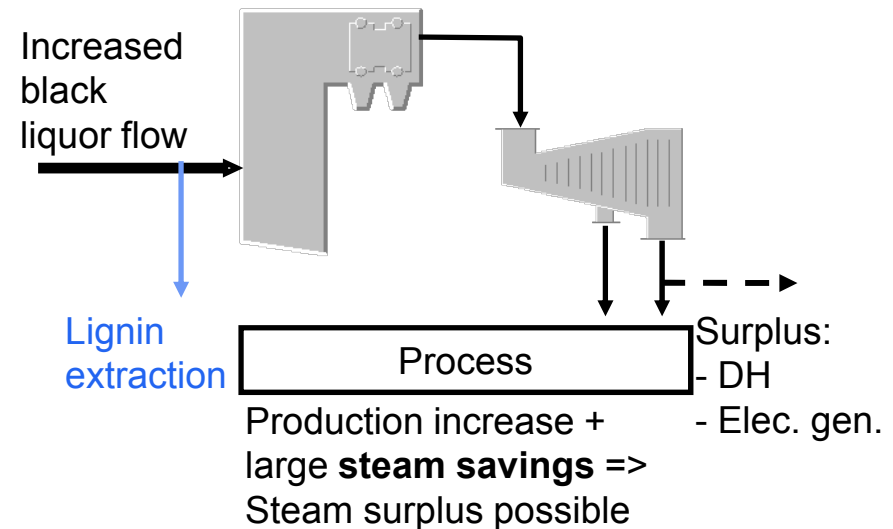 Increased
black
liquor flow
Lignin
extraction
Process
Surplus:
- DH
- Elec. gen.
Production increase +
large steam savings =>
Steam surplus possible